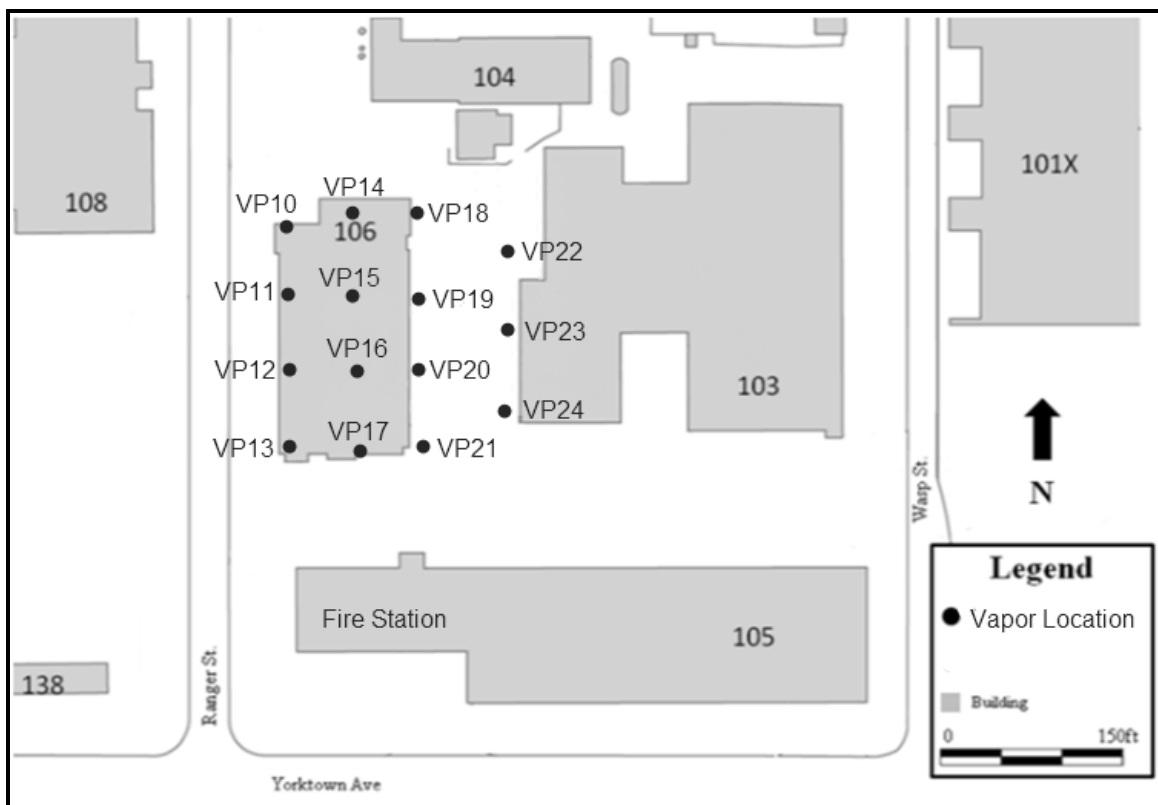 104
101X
108
VP14
VP10
VP18
106
VP22
VP11
VP15
VP19
VP23
VP12
VP16
VP20
103
VP24
VP13
VP17
VP21
N
Wasp St.
Legend
Vapor Location
Building
0 150ft
Fire Station
105
138
Ranger St.
Yorktown Ave